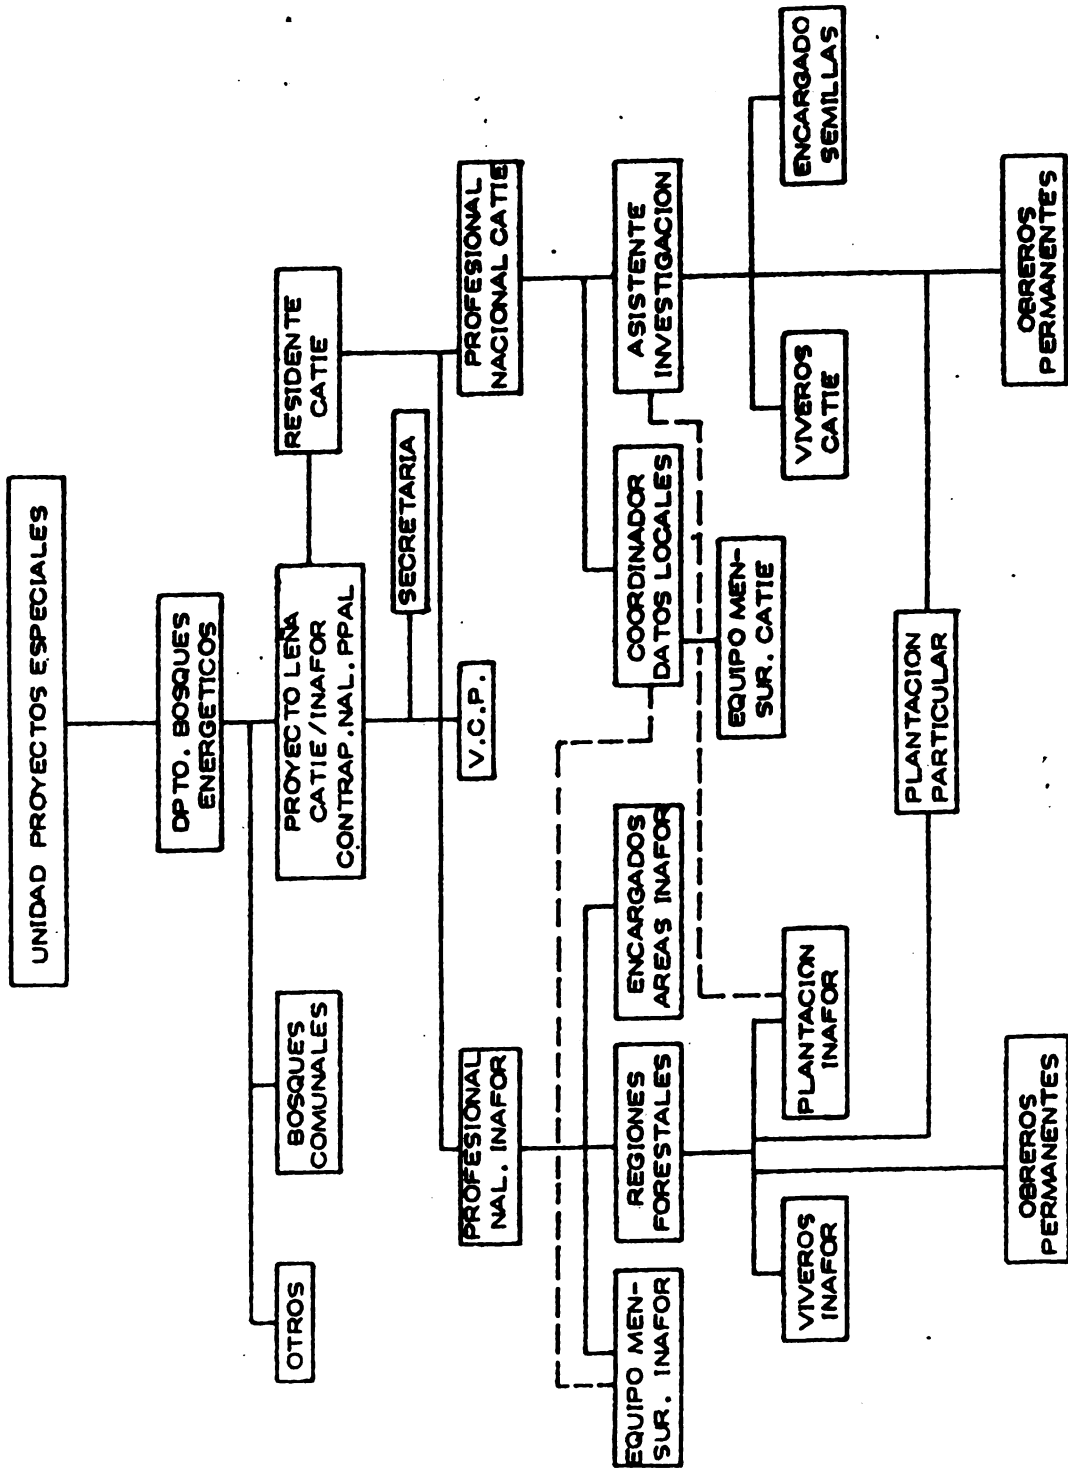 UNIDAD PROYECTOS ESPECIALES
DPTO. BOSQUES
ENERGETICOS
OTROS
BOSQUES
COMUNALES
PROYECTO LENA
CATIE/INAFOR
CONTRAP. NAL. PPAL
RESIDENTE
CATIE
SECRETARIA
PROFESIONAL
NAL. INAFOR
V.C.P.
PROFESIONAL
NACIONAL CATIE
EQUIPO MEN-
SUR. INAFOR
REGIONES
FORESTALES
ENCARGADOS
AREAS INAFOR
COORDINADOR
DATOS LOCALES
ASISTENTE
INVESTIGACION
EQUIPO MEN-
SUR. CATIE
VIVEROS
INAFOR
PLANTACION
INAFOR
VIVEROS
CATIE
ENCARGADO
SEMILLAS
PLANTACION
PARTICULAR
OBREROS
PERMANENTES
OBREROS
PERMANENTES